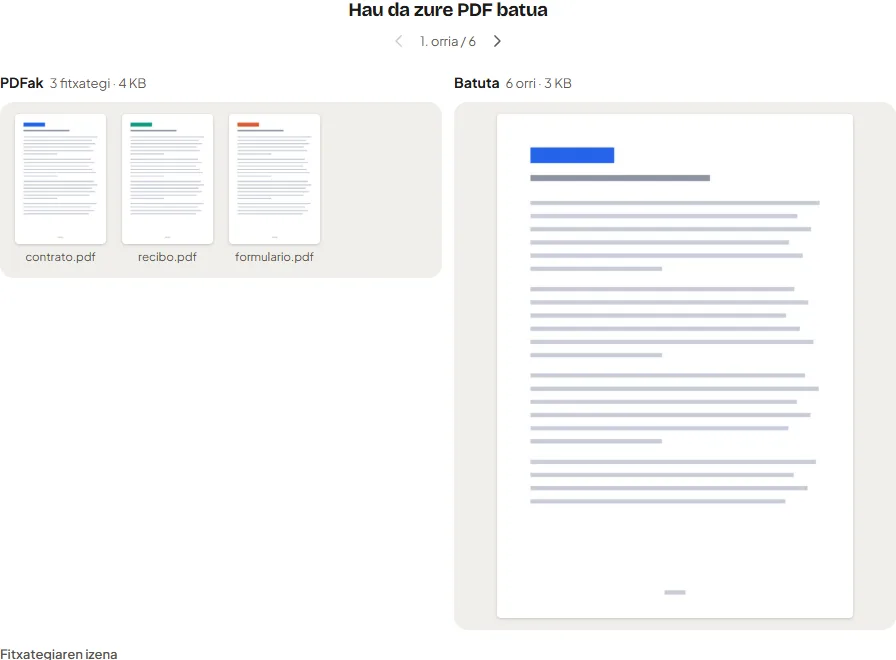 Hau da zure PDF batua
1. orria / 6
PDFak 3 fitxategi · 4 KB
contrato.pdf
recibo.pdf
formulario.pdf
Batuta 6 orri · 3 KB
Fitxategiaren izena